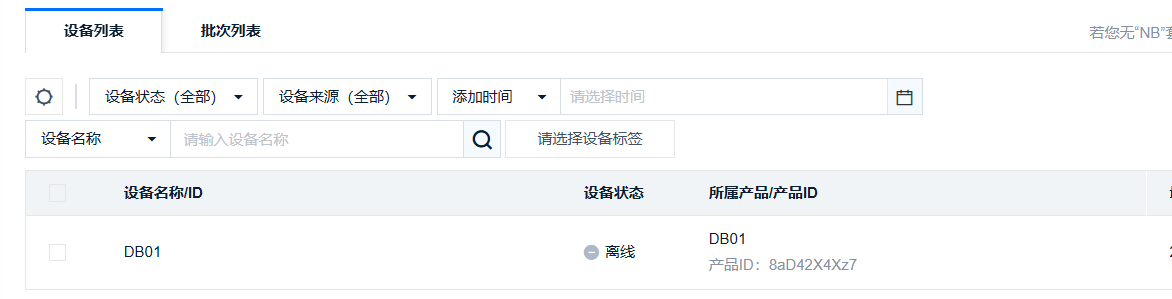 设备列表 批次列表
若您无“NB”
设备状态（全部） 设备来源（全部） 添加时间 请选择时间
设备名称 请输入设备名称 请选择设备标签
设备名称/ID 设备状态 所属产品/产品ID
DB01 离线 DB01
产品ID：8aD42X4Xz7